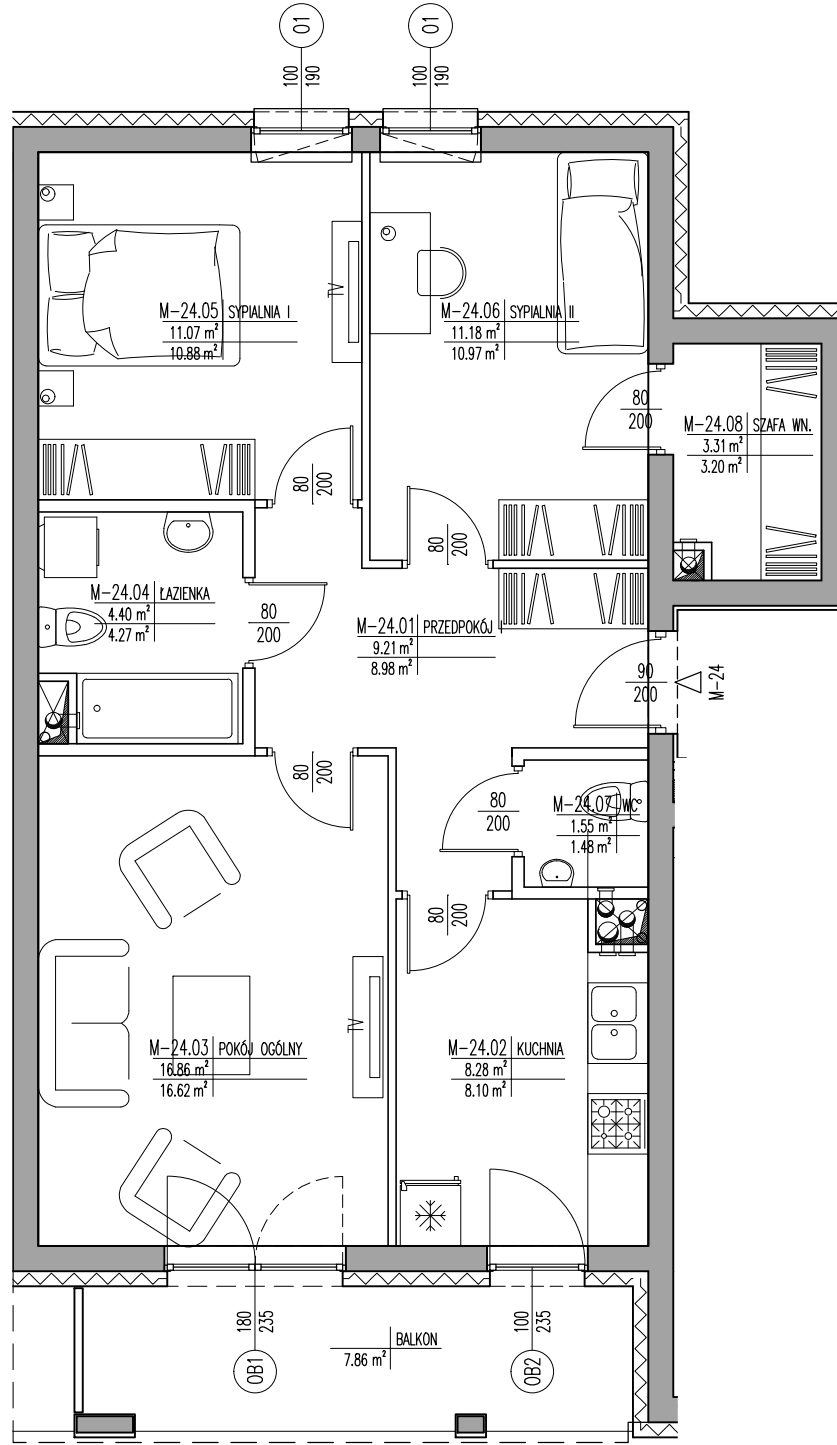 O1
100
190
O1
100
190
M-24.05 SYPIALNIA I
11.07 m²
10.88 m²
TV
M-24.06 SYPIALNIA II
11.18 m²
10.97 m²
80
200
M-24.08 SZAFA WN.
3.31 m²
3.20 m²
80
200
80
200
M-24.04 ŁAZIENKA
4.40 m²
4.27 m²
80
200
M-24.01 PRZEDPOKÓJ
9.21 m²
8.98 m²
90
200
M-24
80
200
80
200
M-24.07 WC
1.55 m²
1.48 m²
80
200
M-24.03 POKÓJ OGÓLNY
16.86 m²
16.62 m²
TV
M-24.02 KUCHNIA
8.28 m²
8.10 m²
180
235
OB1
BALKON
7.86 m²
100
235
OB2